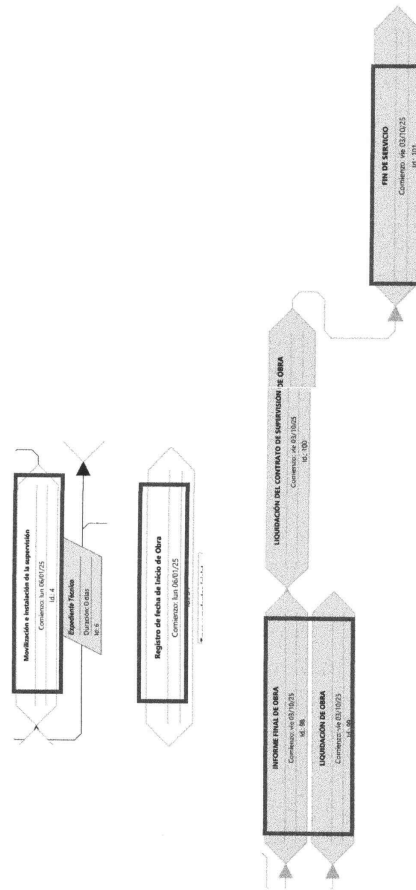 Movilización e instalación de la supervisión
Comienzo: lun 06/01/25
Id.: 4
Expediente Técnico
Duración: 0 días
Id: 6
Registro de fecha de Inicio de Obra
Comienzo: lun 06/01/25
INFORME FINAL DE OBRA
Comienzo: vie 03/10/25
Id.: 98
LIQUIDACIÓN DE OBRA
Comienzo: vie 03/10/25
LIQUIDACIÓN DEL CONTRATO DE SUPERVISIÓN DE OBRA
Comienzo: vie 03/10/25
Id.: 100
FIN DE SERVICIO
Comienzo: vie 03/10/25
Id.: 101